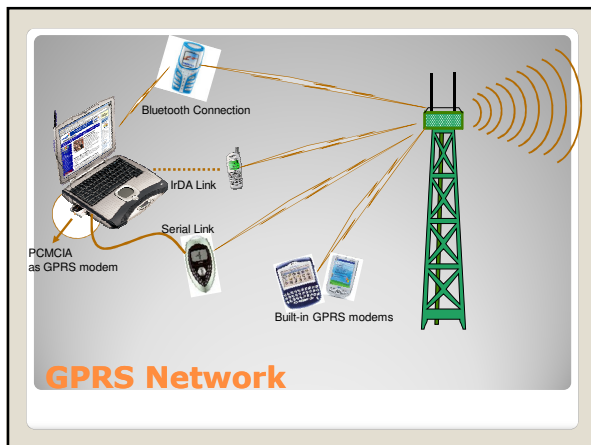 Bluetooth Connection
IrDA Link
Serial Link
PCMCIA
as GPRS modem
Built-in GPRS modems
GPRS Network